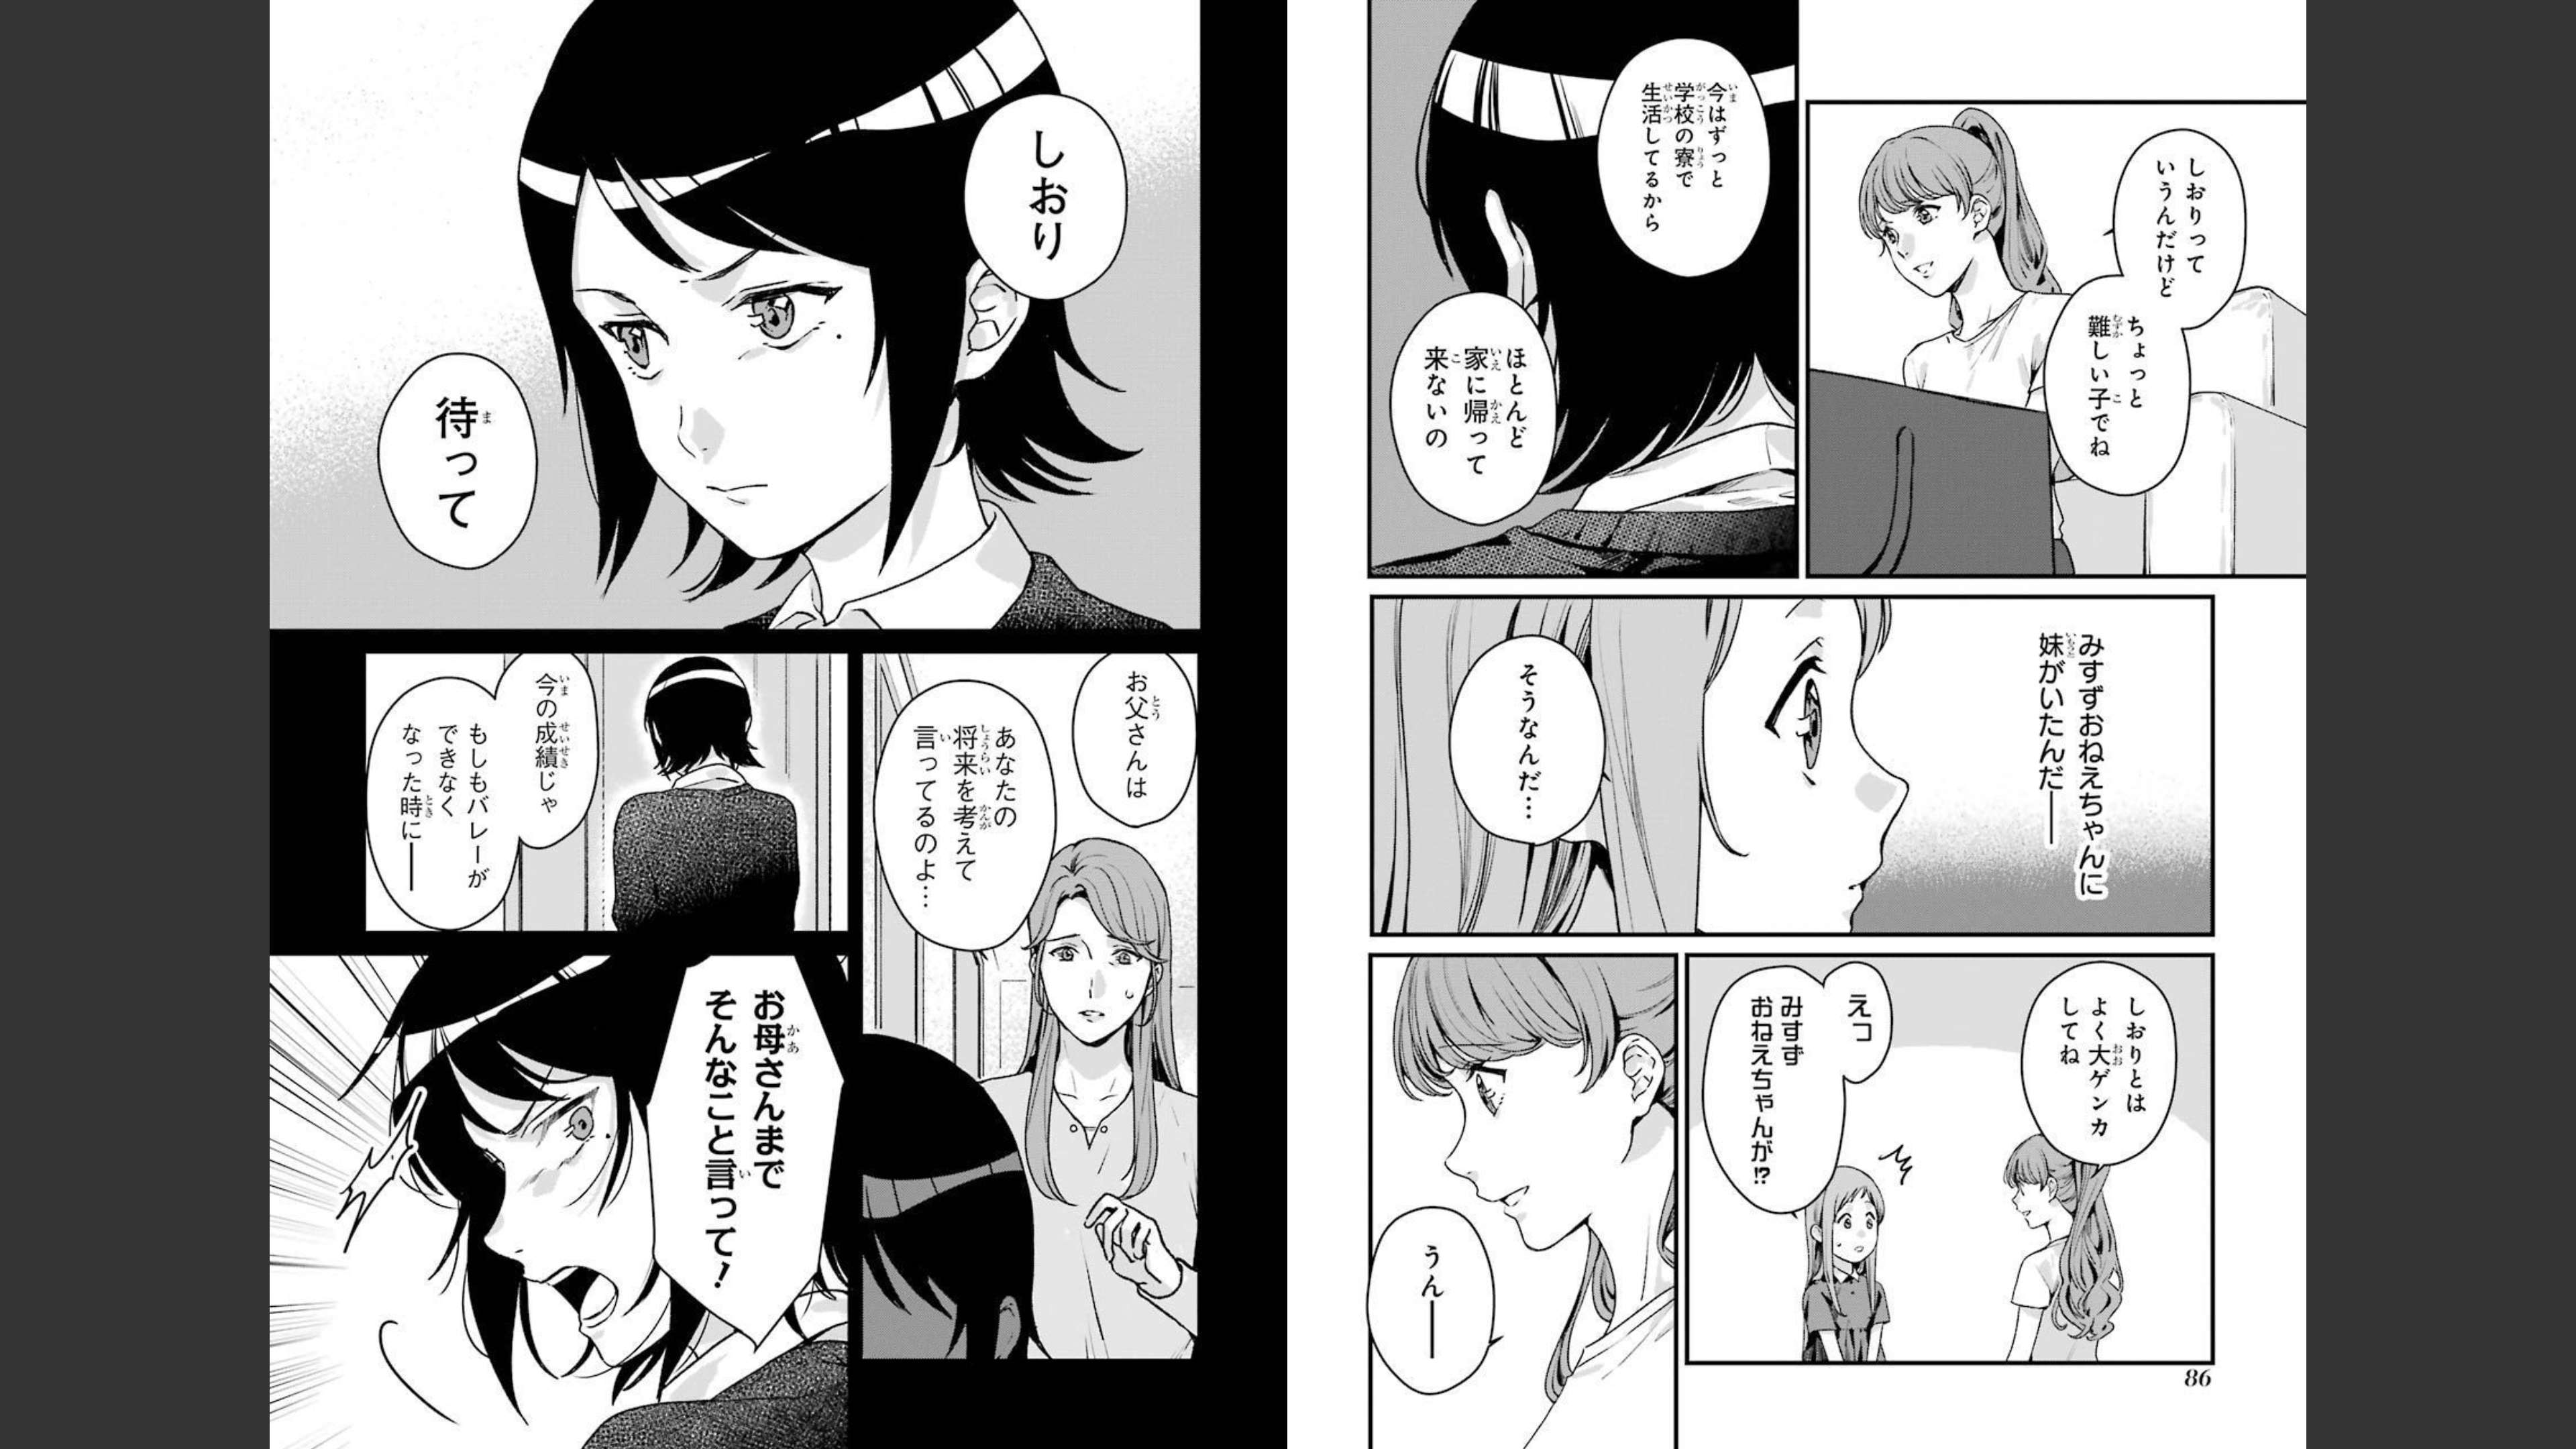 しおりって
いうんだけど
ちょっと
難しい子でね
今はずっと
学校の寮で
生活してるから
ほとんど
家に帰って
来ないの
みすずおねえちゃんに
妹がいたんだ――
そうなんだ…
しおりとは
よく大ゲンカ
してね
えっ
みすず
おねえちゃんが!?
うん――
86
しおり
待って
お父さんは
あなたの
将来を考えて
言ってるのよ…
今の成績じゃ
もしもバレーが
できなく
なった時に――
お母さんまで
そんなこと言って!